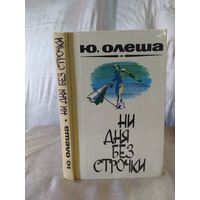 Ю. ОЛЕША • НИ ДНЯ БЕЗ СТРОЧКИ
Ю. ОЛЕША
НИ
ДНЯ
БЕЗ
СТРОЧКИ